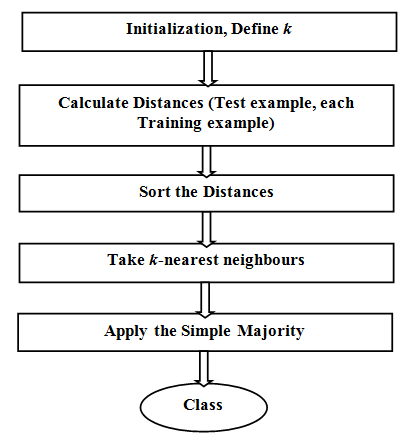 Initialization, Define k
Calculate Distances (Test example, each
Training example)
Sort the Distances
Take k-nearest neighbours
Apply the Simple Majority
Class